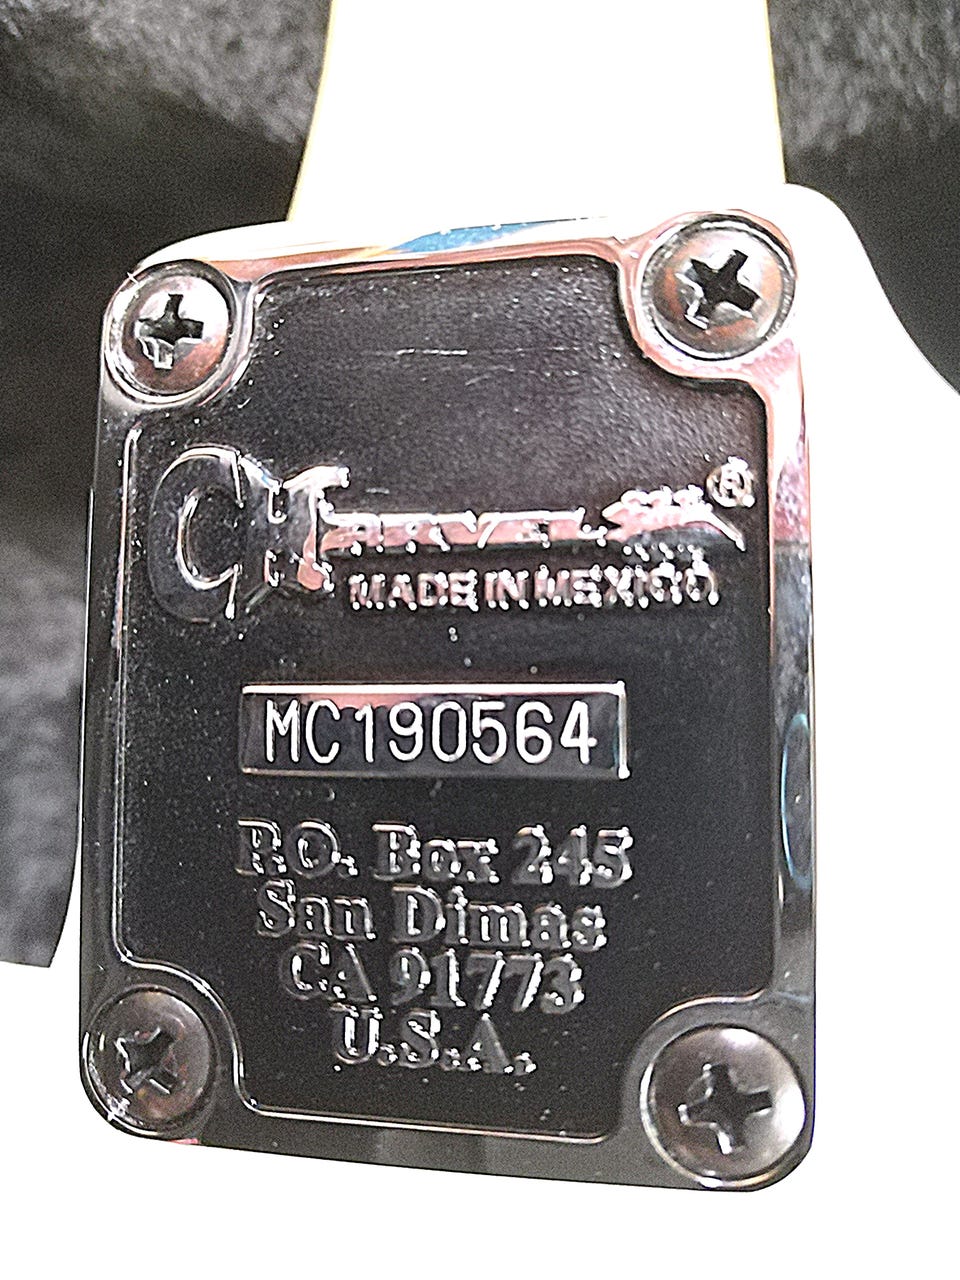 CHARVEL®
MADE IN MEXICO
MC190564
P.O. Box 245
San Dimas
CA 91773
U.S.A.